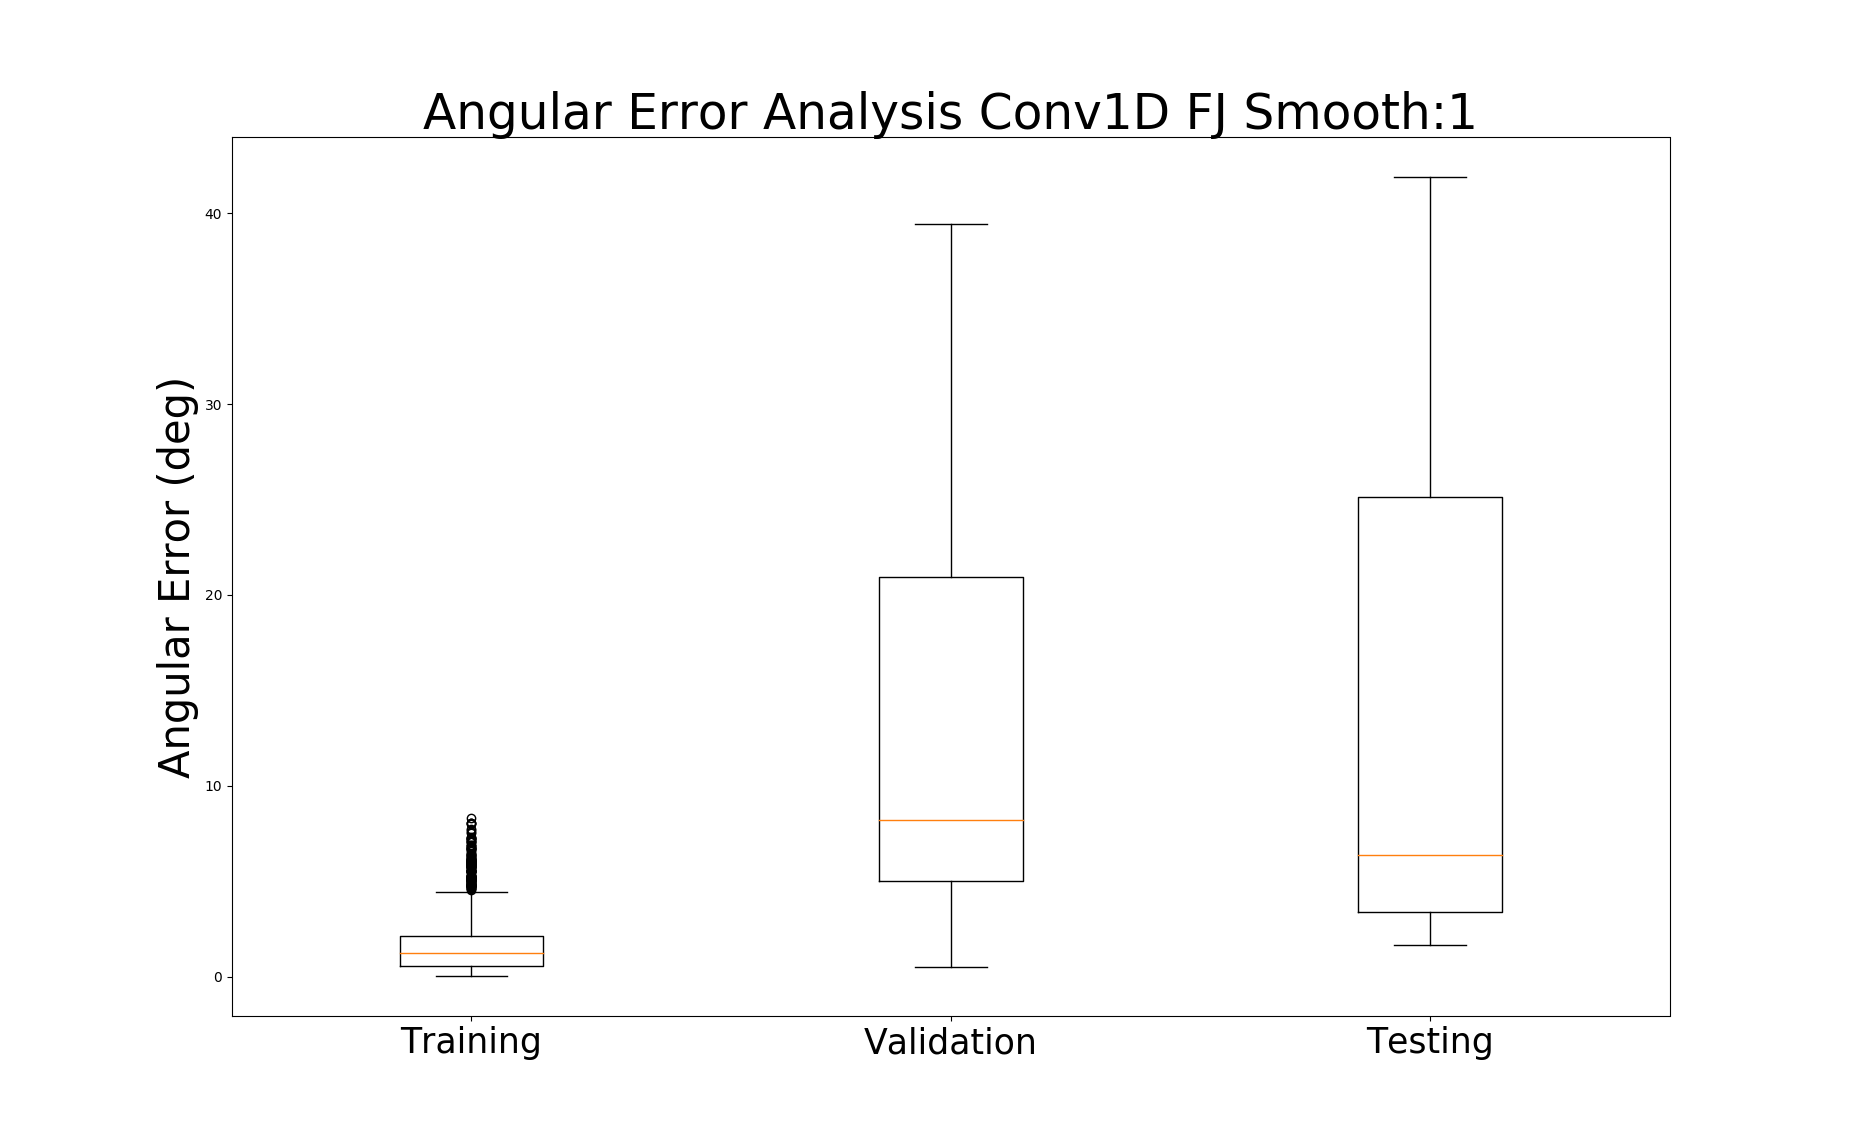 Angular Error Analysis Conv1D FJ Smooth:1
Angular Error (deg)
40
30
20
10
0
Training
Validation
Testing